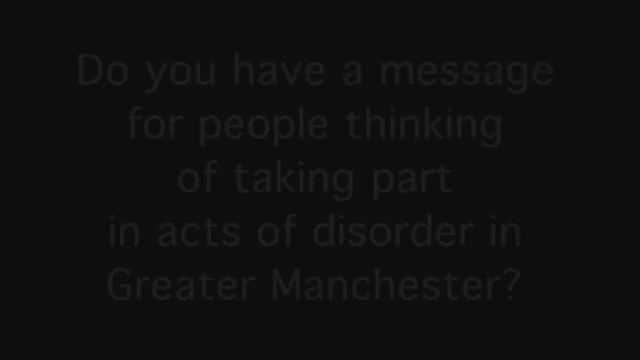 Do you have a message
for people thinking
of taking part
in acts of disorder in
Greater Manchester?